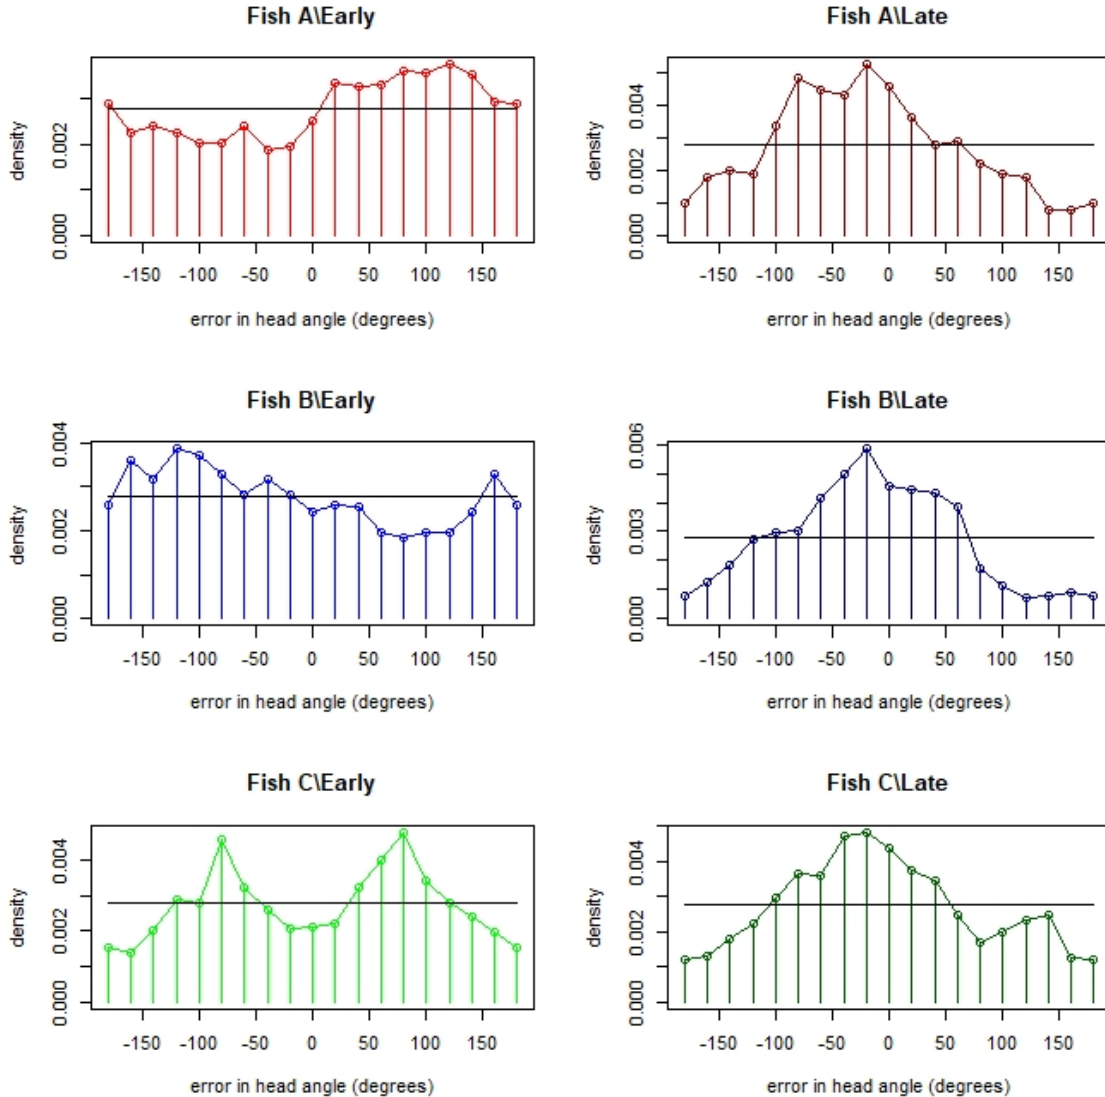 Fish A\Early
density
0.000 0.002
-150 -100 -50 0 50 100 150
error in head angle (degrees)
Fish A\Late
density
0.000 0.002 0.004
-150 -100 -50 0 50 100 150
error in head angle (degrees)
Fish B\Early
density
0.000 0.002 0.004
-150 -100 -50 0 50 100 150
error in head angle (degrees)
Fish B\Late
density
0.000 0.003 0.006
-150 -100 -50 0 50 100 150
error in head angle (degrees)
Fish C\Early
density
0.000 0.002 0.004
-150 -100 -50 0 50 100 150
error in head angle (degrees)
Fish C\Late
density
0.000 0.002 0.004
-150 -100 -50 0 50 100 150
error in head angle (degrees)